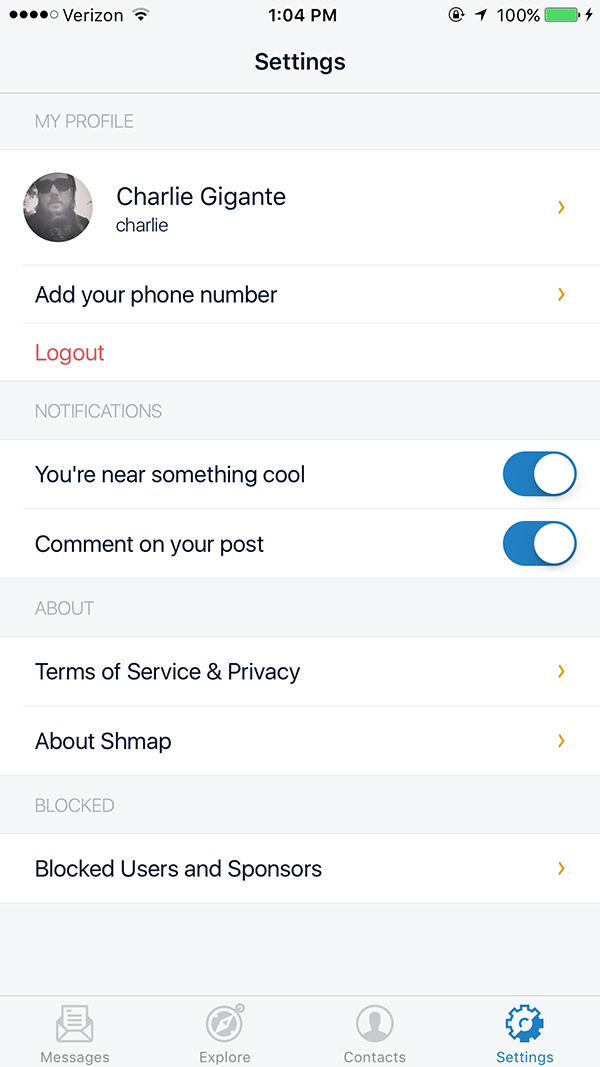 Verizon 1:04 PM 100%
Settings
MY PROFILE
Charlie Gigante
charlie
Add your phone number
Logout
NOTIFICATIONS
You're near something cool
Comment on your post
ABOUT
Terms of Service & Privacy
About Shmap
BLOCKED
Blocked Users and Sponsors
Messages Explore Contacts Settings